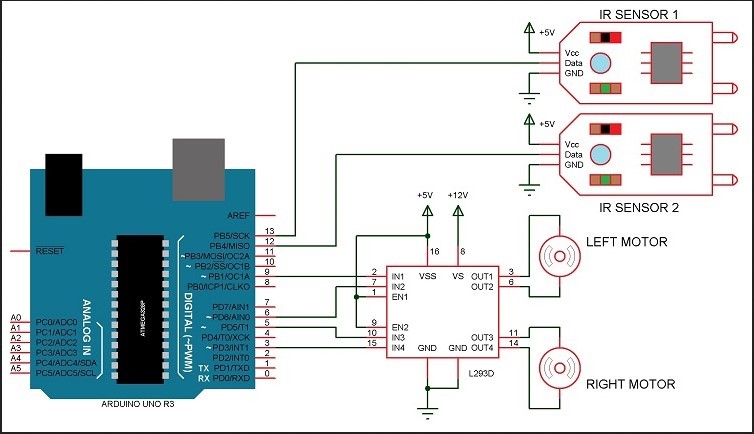 IR SENSOR 1
+5V
Vcc
Data
GND
+5V
Vcc
Data
GND
IR SENSOR 2
AREF
RESET
PB5/SCK 13
PB4/MISO 12
~PB3/MOSI/OC2A 11
~PB2/SS/OC1B 10
~PB1/OC1A 9
PB0/ICP1/CLKO 8
PD7/AIN1 7
~PD6/AIN0 6
~PD5/T1 5
PD4/T0/XCK 4
~PD3/INT1 3
PD2/INT0 2
TX PD1/TXD 1
RX PD0/RXD 0
A0 PC0/ADC0
A1 PC1/ADC1
A2 PC2/ADC2
A3 PC3/ADC3
A4 PC4/ADC4/SDA
A5 PC5/ADC5/SCL
ANALOG IN
ATMEGA328P
DIGITAL (~PWM)
ARDUINO UNO R3
+5V +12V
16 8
VSS VS
2 IN1 OUT1 3
7 IN2 OUT2 6
1 EN1
9 EN2
10 IN3 OUT3 11
15 IN4 OUT4 14
GND GND
L293D
LEFT MOTOR
RIGHT MOTOR